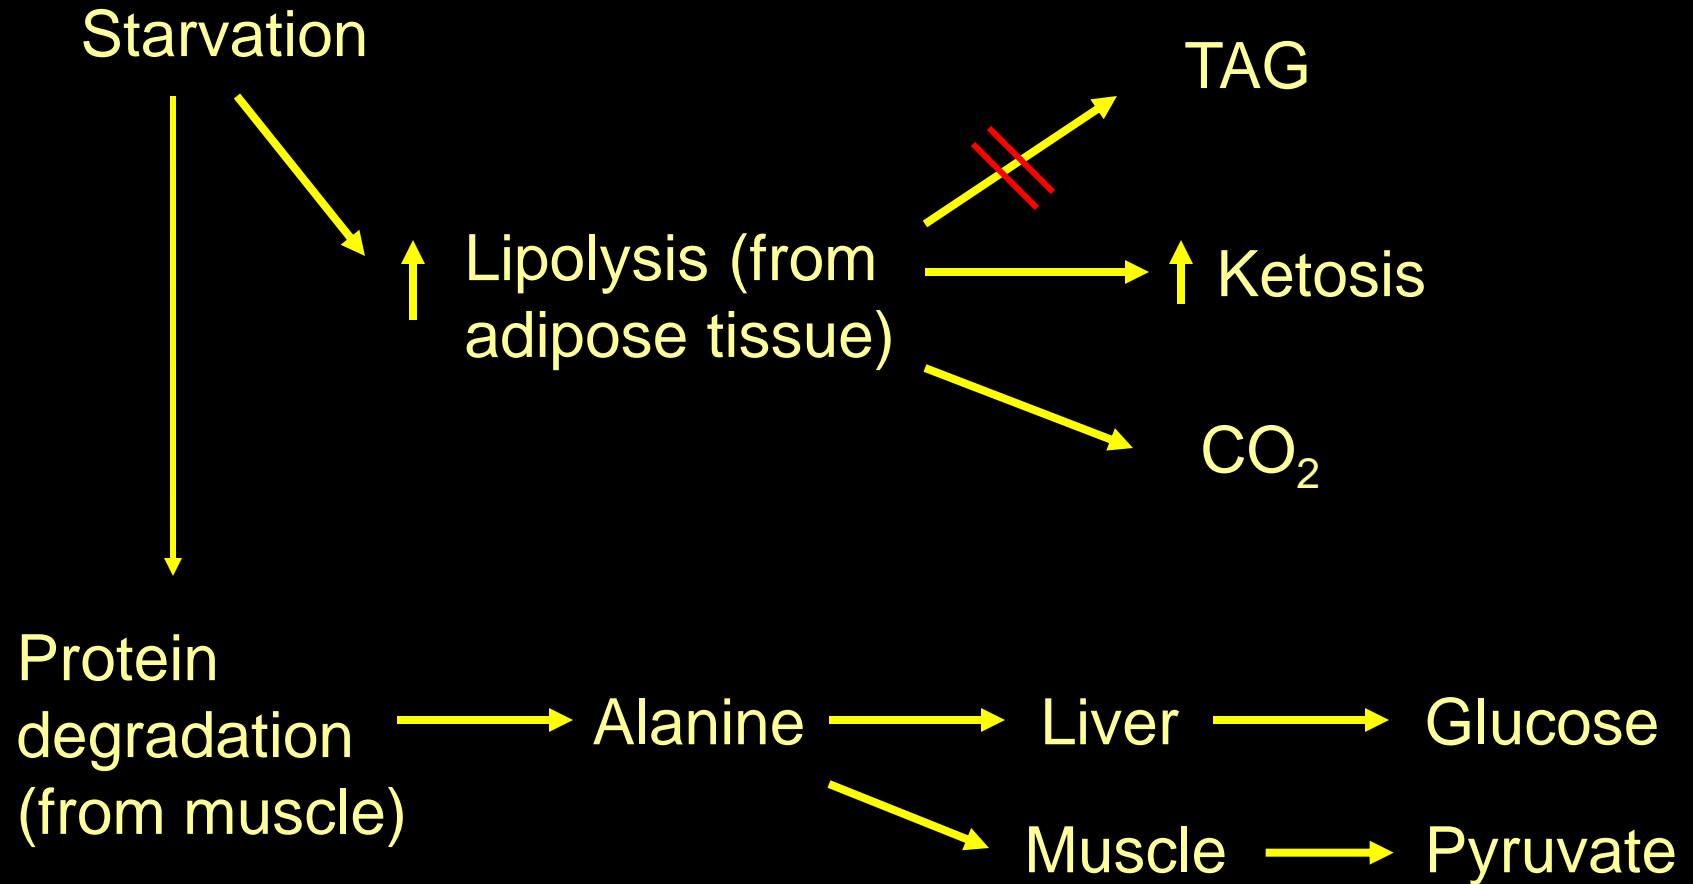 Starvation
TAG
Lipolysis (from
adipose tissue)
Ketosis
CO₂
Protein
degradation
(from muscle)
Alanine
Liver
Glucose
Muscle
Pyruvate